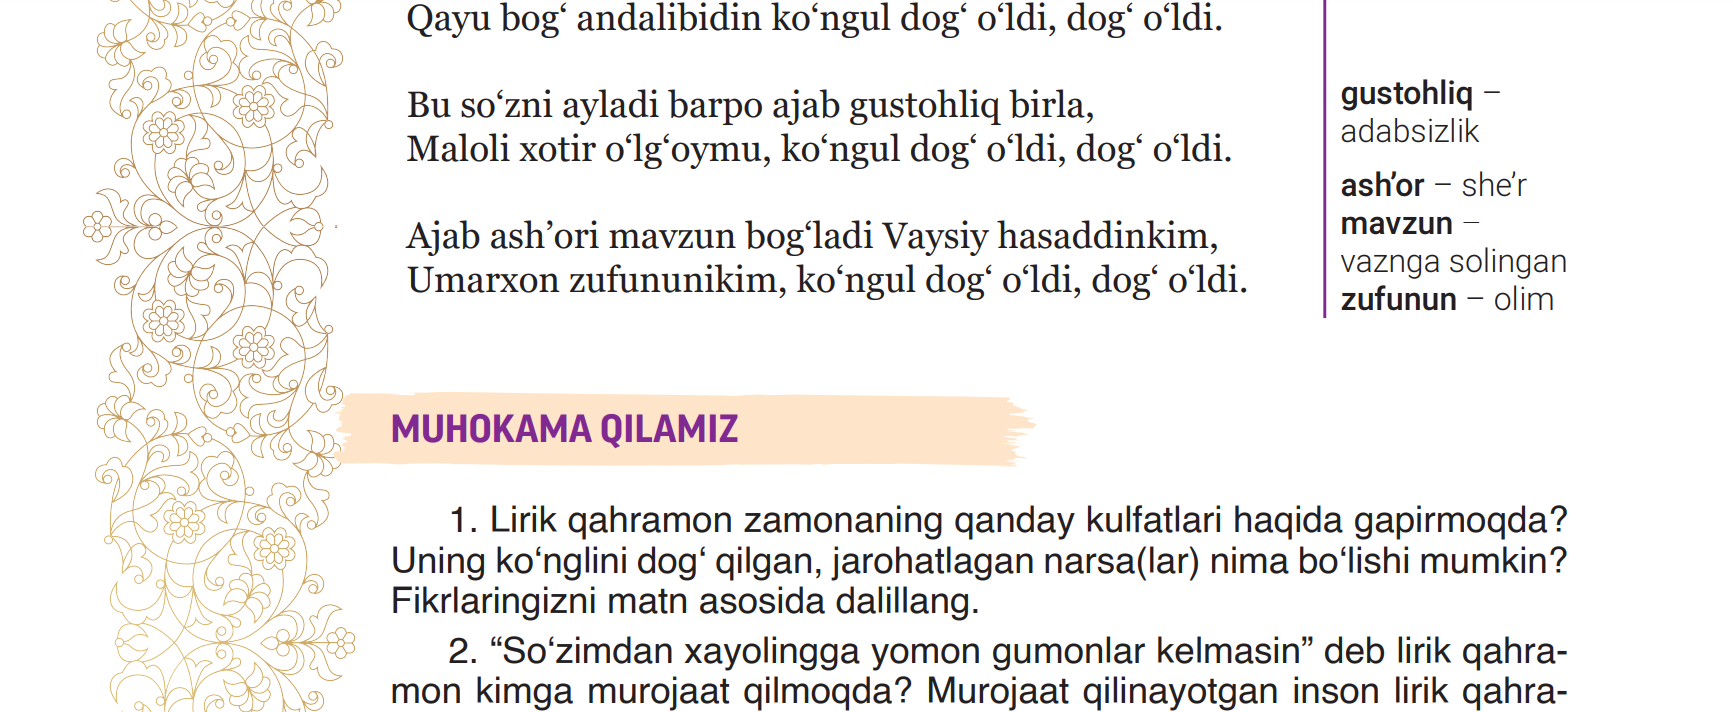 Qayu bog‘ andalibidin ko‘ngul dog‘ o‘ldi, dog‘ o‘ldi.
Bu so‘zni ayladi barpo ajab gustohliq birla,
Maloli xotir o‘lg‘oymu, ko‘ngul dog‘ o‘ldi, dog‘ o‘ldi.
Ajab ash’ori mavzun bog‘ladi Vaysiy hasaddinkim,
Umarxon zufununikim, ko‘ngul dog‘ o‘ldi, dog‘ o‘ldi.
gustohliq –
adabsizlik
ash’or – she’r
mavzun –
vaznga solingan
zufunun – olim
MUHOKAMA QILAMIZ
1. Lirik qahramon zamonaning qanday kulfatlari haqida gapirmoqda?
Uning ko‘nglini dog‘ qilgan, jarohatlagan narsa(lar) nima bo‘lishi mumkin?
Fikrlaringizni matn asosida dalillang.
2. “So‘zimdan xayolingga yomon gumonlar kelmasin” deb lirik qahra-
mon kimga murojaat qilmoqda? Murojaat qilinayotgan inson lirik qahra-